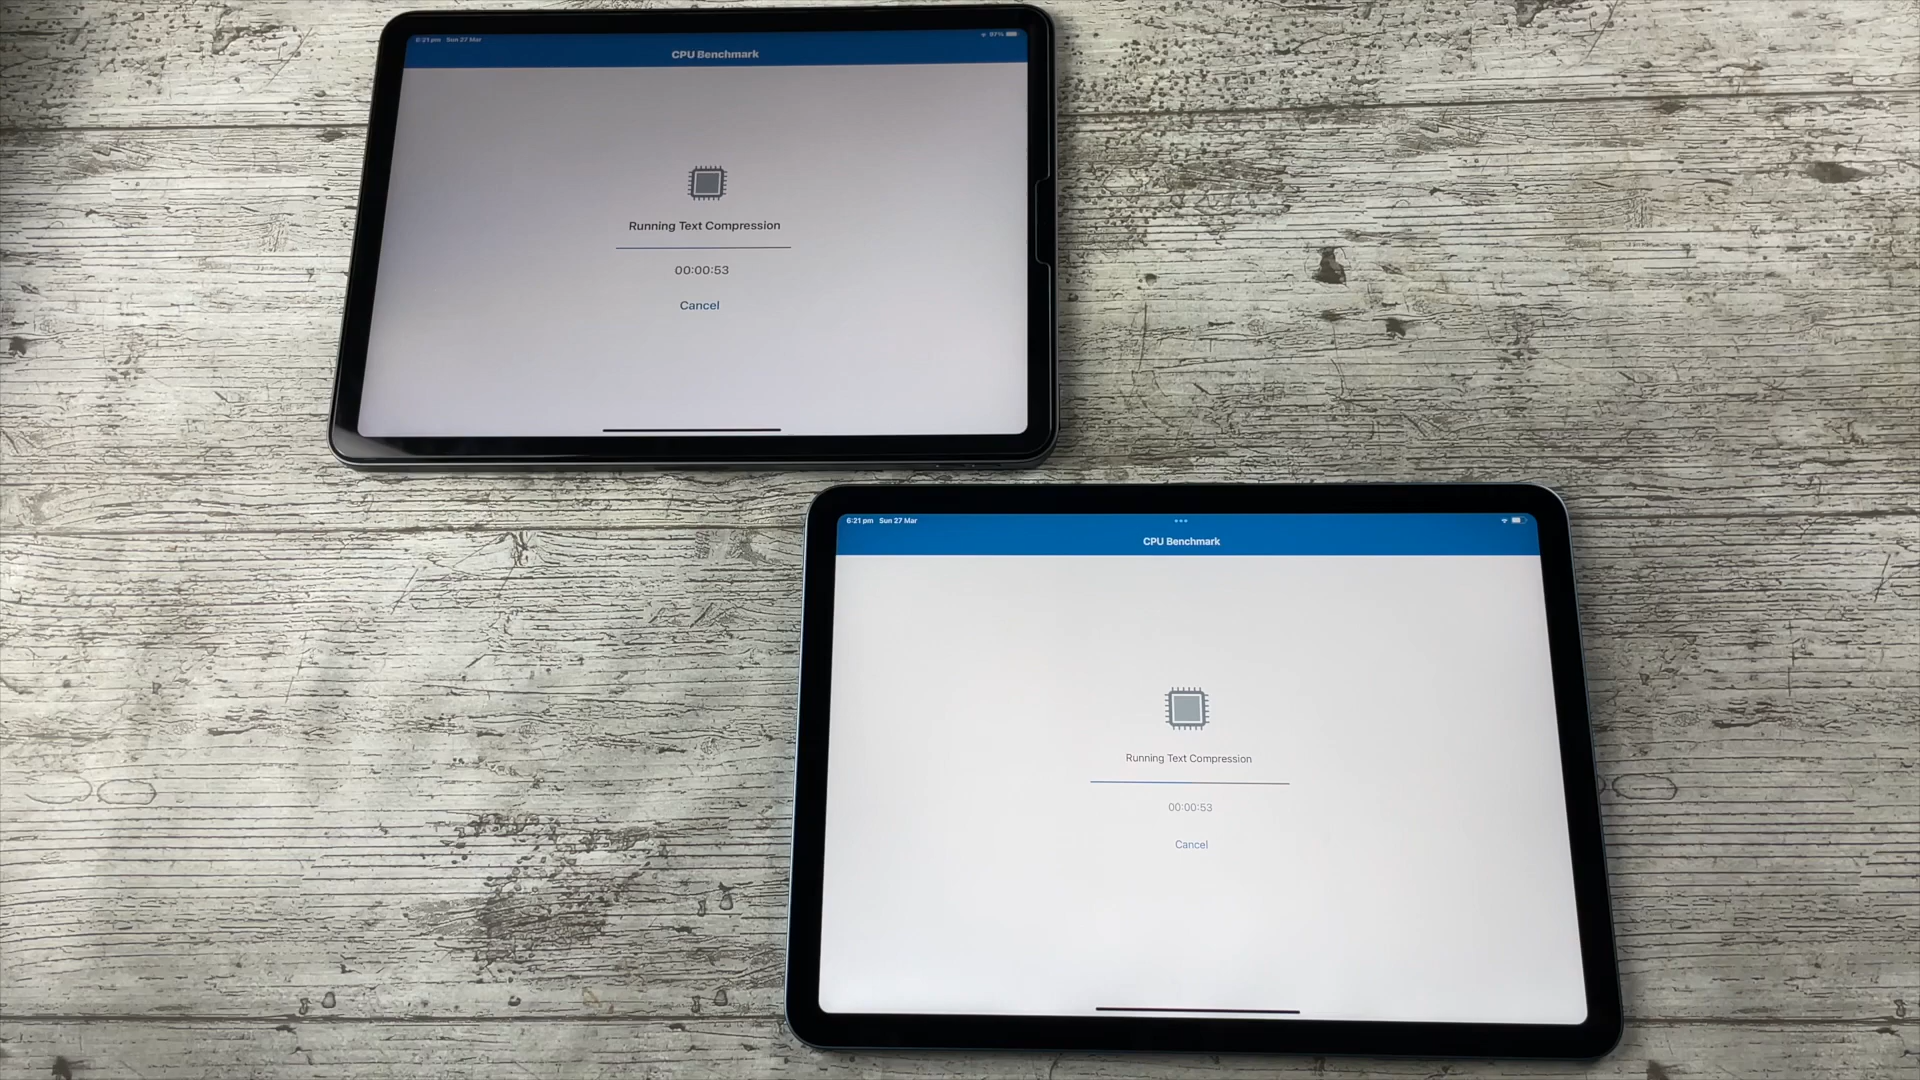 6:21 pm Sun 27 Mar
97%
CPU Benchmark
Running Text Compression
00:00:53
Cancel
6:21 pm Sun 27 Mar
CPU Benchmark
Running Text Compression
00:00:53
Cancel